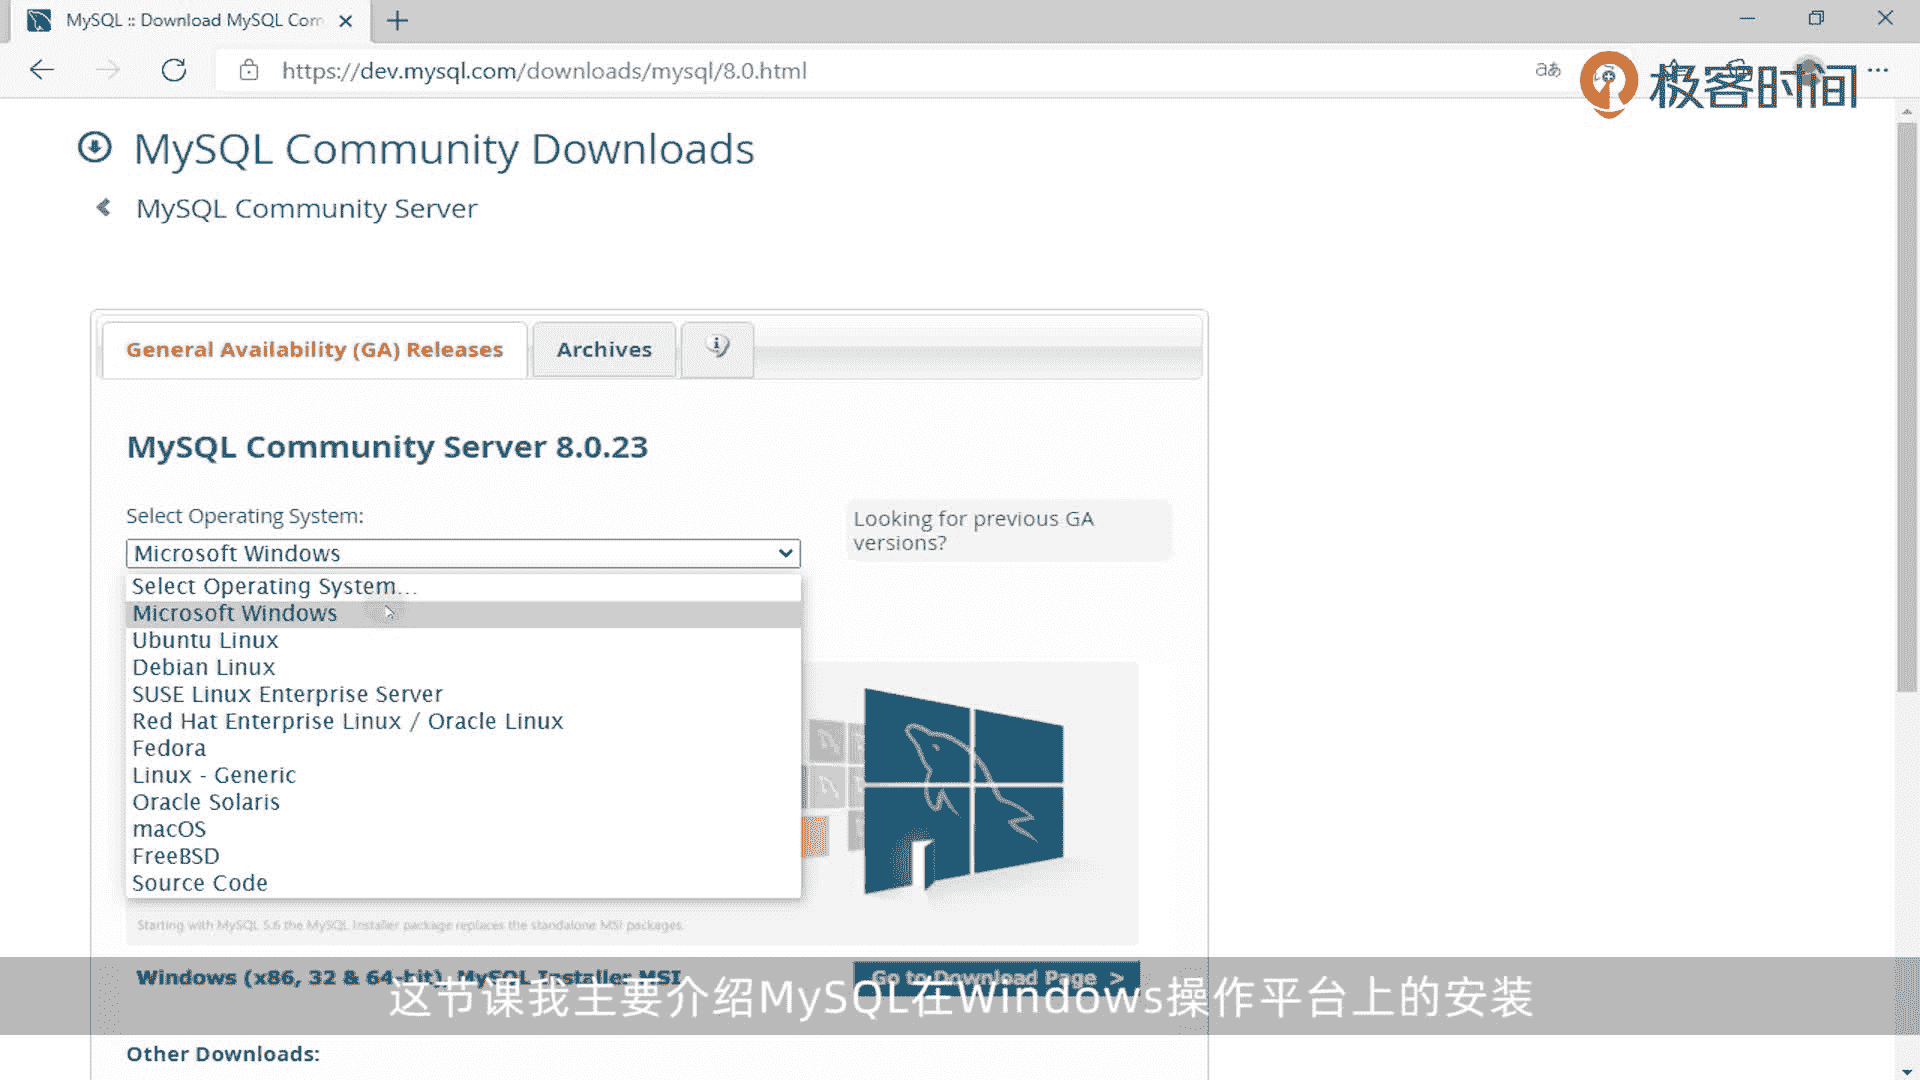 MySQL :: Download MySQL Com
https://dev.mysql.com/downloads/mysql/8.0.html
aあ
极客时间
MySQL Community Downloads
MySQL Community Server
General Availability (GA) Releases
Archives
MySQL Community Server 8.0.23
Select Operating System:
Looking for previous GA
versions?
Microsoft Windows
Select Operating System...
Microsoft Windows
Ubuntu Linux
Debian Linux
SUSE Linux Enterprise Server
Red Hat Enterprise Linux / Oracle Linux
Fedora
Linux - Generic
Oracle Solaris
macOS
FreeBSD
Source Code
Starting with MySQL 5.6 the MySQL Installer package replaces the standalone MSI packages.
Windows (x86, 32 & 64-bit), MySQL Installer MSI
Go to Download Page >
这节课我主要介绍MySQL在Windows操作平台上的安装
Other Downloads: